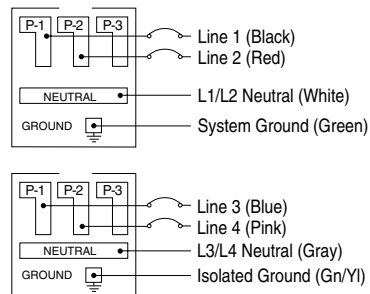 P-1 P-2 P-3
Line 1 (Black)
Line 2 (Red)
NEUTRAL
L1/L2 Neutral (White)
GROUND
System Ground (Green)
P-1 P-2 P-3
Line 3 (Blue)
Line 4 (Pink)
NEUTRAL
L3/L4 Neutral (Gray)
GROUND
Isolated Ground (Gn/Yl)